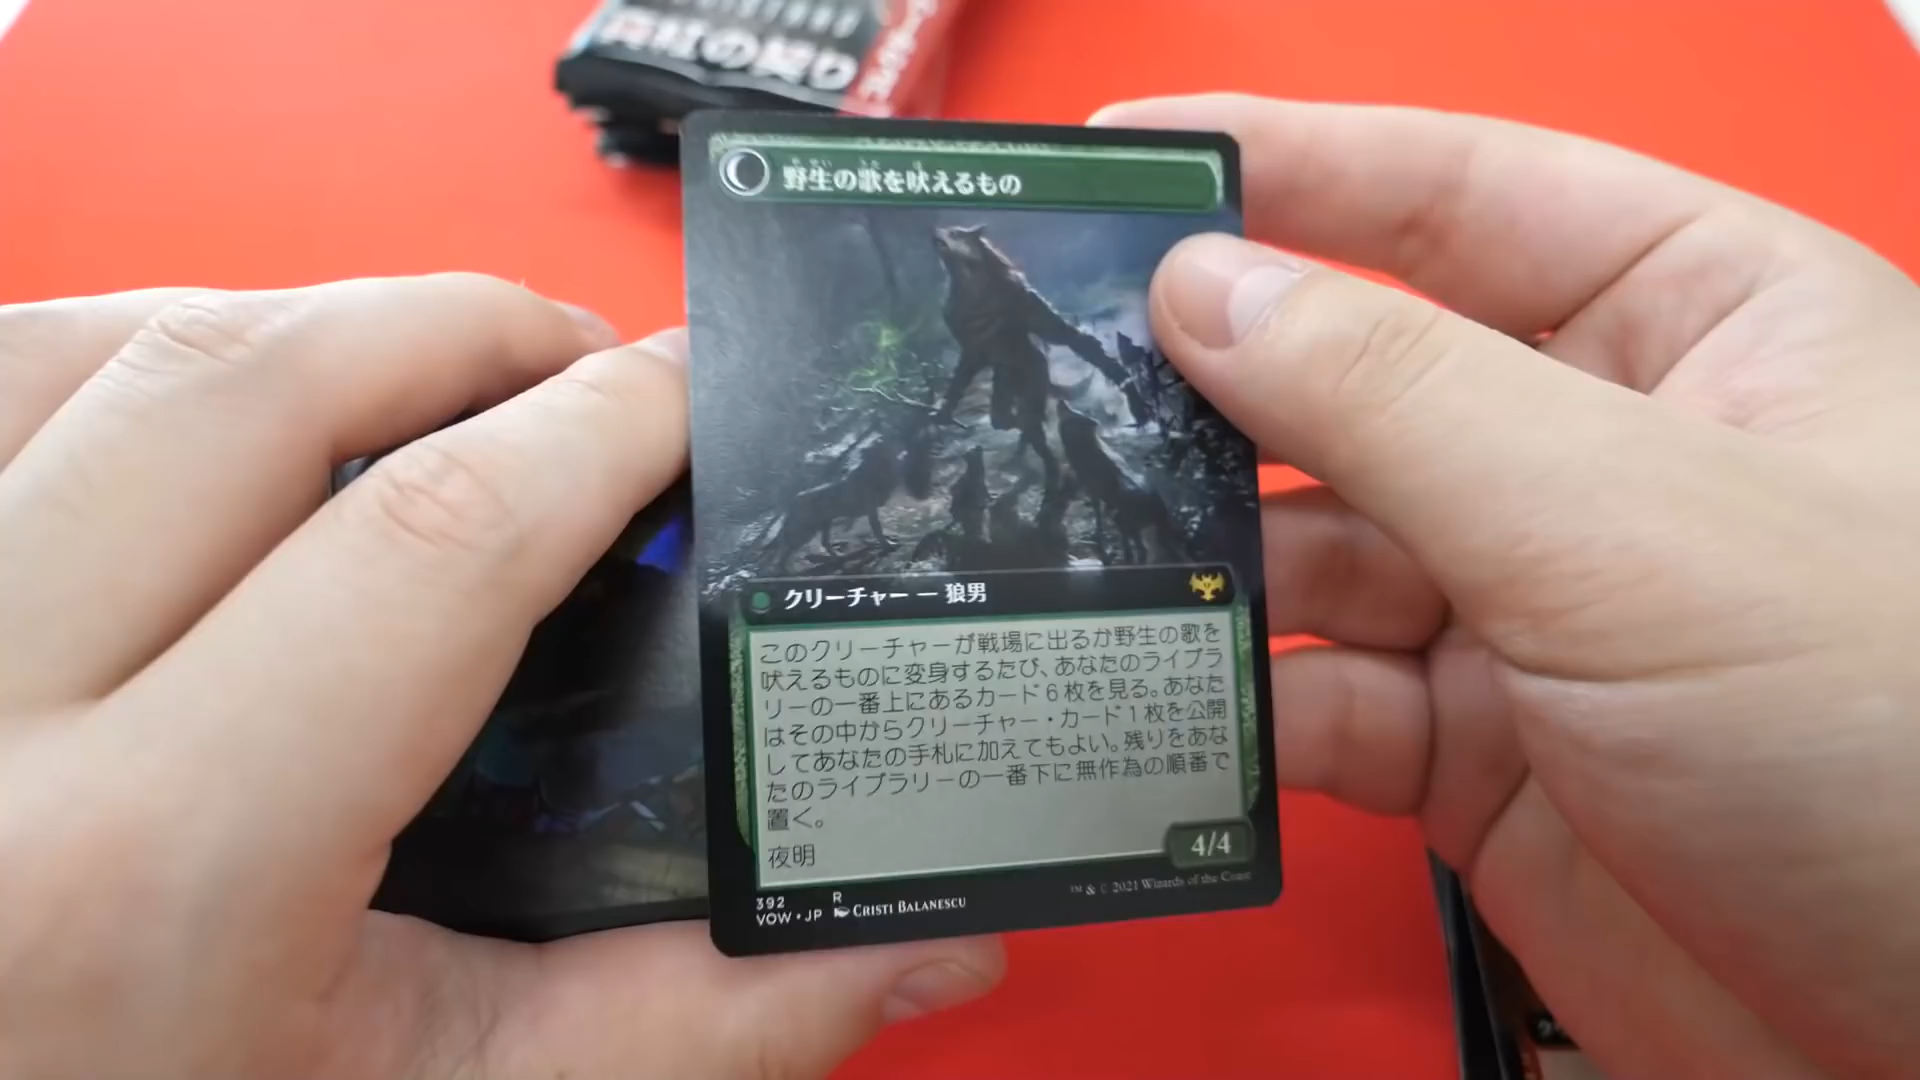 真紅の契り
野生の歌を吠えるもの
クリーチャー — 狼男
このクリーチャーが戦場に出るか野生の歌を
吠えるものに変身するたび、あなたのライブラ
リーの一番上にあるカード6枚を見る。あなた
はその中からクリーチャー・カード1枚を公開
してあなたの手札に加えてもよい。残りをあな
たのライブラリーの一番下に無作為の順番で
置く。
夜明
4/4
392 R
VOW • JP CRISTI BALANESCU
™ & © 2021 Wizards of the Coast